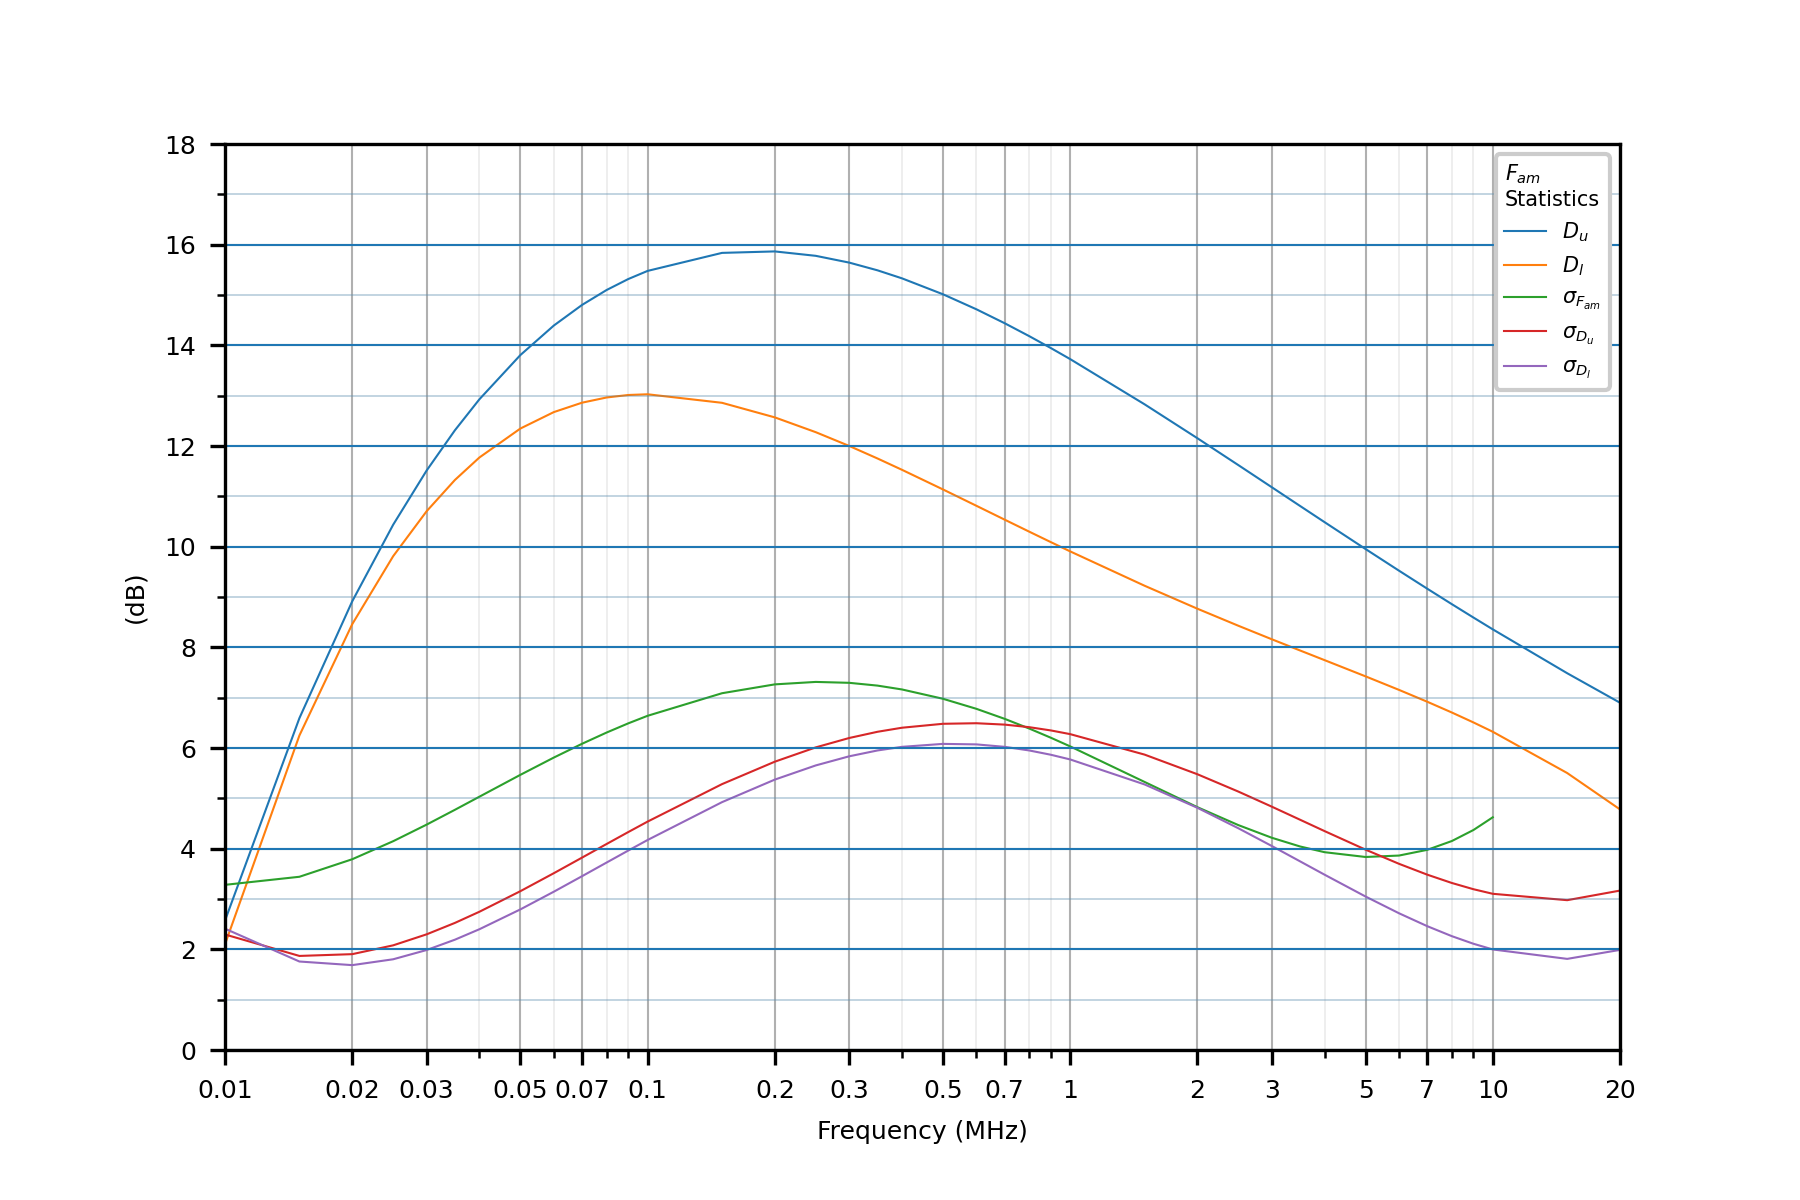 18
16
14
12
10
8
6
4
2
0
(dB)
0.01 0.02 0.03 0.05 0.07 0.1 0.2 0.3 0.5 0.7 1 2 3 5 7 10 20
Frequency (MHz)
F_am
Statistics
D_u
D_l
σ_F_am
σ_D_u
σ_D_l